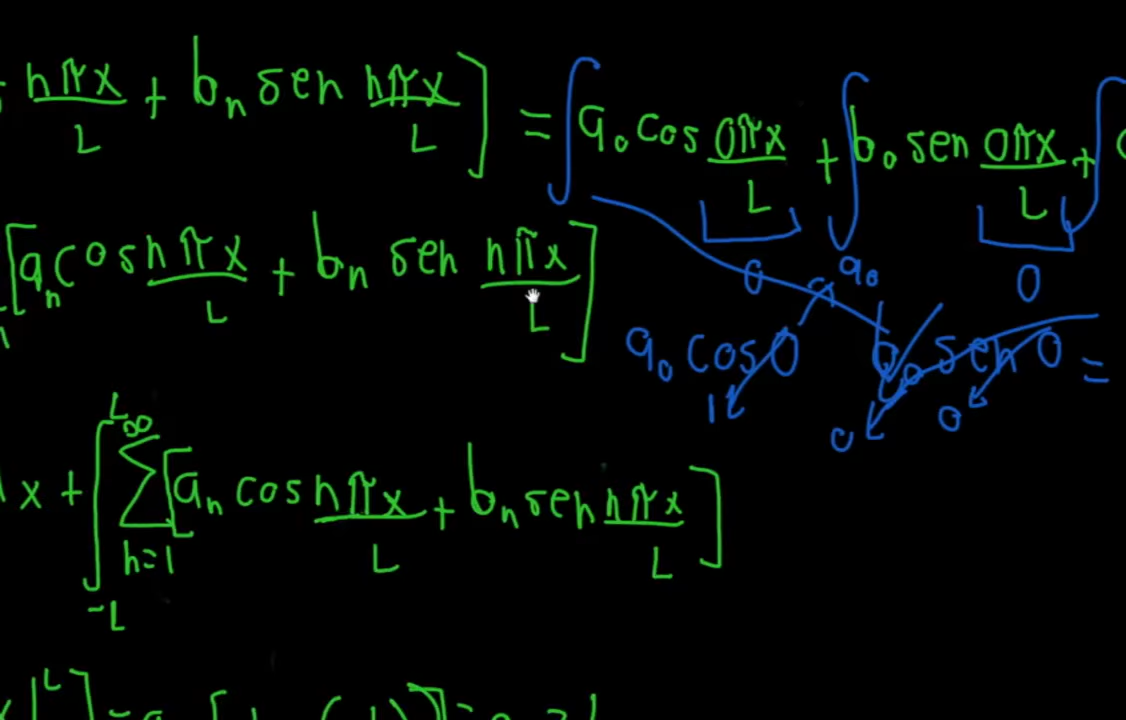 nπx/L + bₙ sen nπx/L ] = ∫ a₀ cos 0πx/L + ∫ b₀ sen 0πx/L + ∫
[aₙ cos nπx/L + bₙ sen nπx/L]
0 a₀ 0
a₀ cos 0 b₀ sen 0 =
1 0 0
x + ∫_{-L}^{L} ∑_{n=1}^{∞} [aₙ cos nπx/L + bₙ sen nπx/L]
|ᴸ ] =